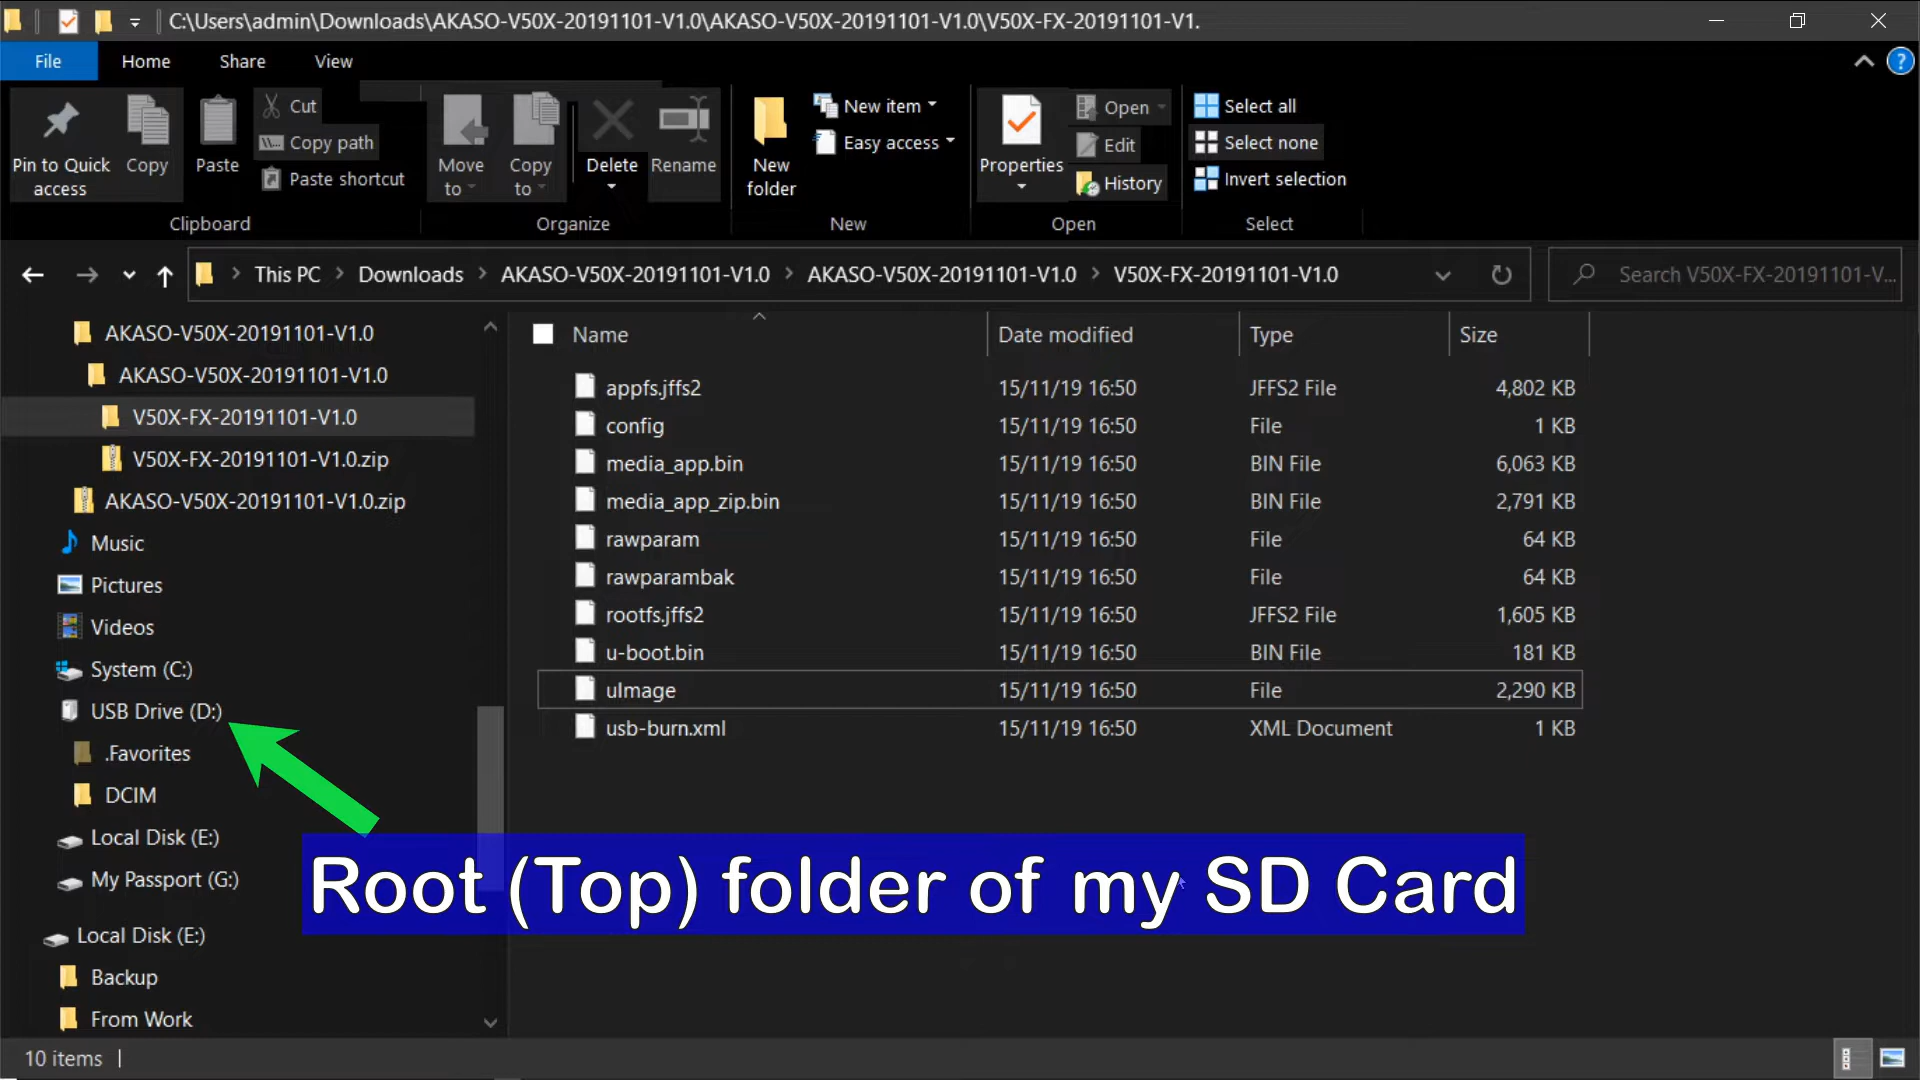 C:\Users\admin\Downloads\AKASO-V50X-20191101-V1.0\AKASO-V50X-20191101-V1.0\V50X-FX-20191101-V1.
File Home Share View
Pin to Quick access
Copy
Paste
Cut
Copy path
Paste shortcut
Move to
Copy to
Delete
Rename
New folder
New item
Easy access
Properties
Open
Edit
History
Select all
Select none
Invert selection
Clipboard Organize New Open Select
This PC Downloads AKASO-V50X-20191101-V1.0 AKASO-V50X-20191101-V1.0 V50X-FX-20191101-V1.0
Search V50X-FX-20191101-V...
AKASO-V50X-20191101-V1.0
AKASO-V50X-20191101-V1.0
V50X-FX-20191101-V1.0
V50X-FX-20191101-V1.0.zip
AKASO-V50X-20191101-V1.0.zip
Music
Pictures
Videos
System (C:)
USB Drive (D:)
.Favorites
DCIM
Local Disk (E:)
My Passport (G:)
Local Disk (E:)
Backup
From Work
Name Date modified Type Size
appfs.jffs2 15/11/19 16:50 JFFS2 File 4,802 KB
config 15/11/19 16:50 File 1 KB
media_app.bin 15/11/19 16:50 BIN File 6,063 KB
media_app_zip.bin 15/11/19 16:50 BIN File 2,791 KB
rawparam 15/11/19 16:50 File 64 KB
rawparambak 15/11/19 16:50 File 64 KB
rootfs.jffs2 15/11/19 16:50 JFFS2 File 1,605 KB
u-boot.bin 15/11/19 16:50 BIN File 181 KB
uImage 15/11/19 16:50 File 2,290 KB
usb-burn.xml 15/11/19 16:50 XML Document 1 KB
Root (Top) folder of my SD Card
10 items